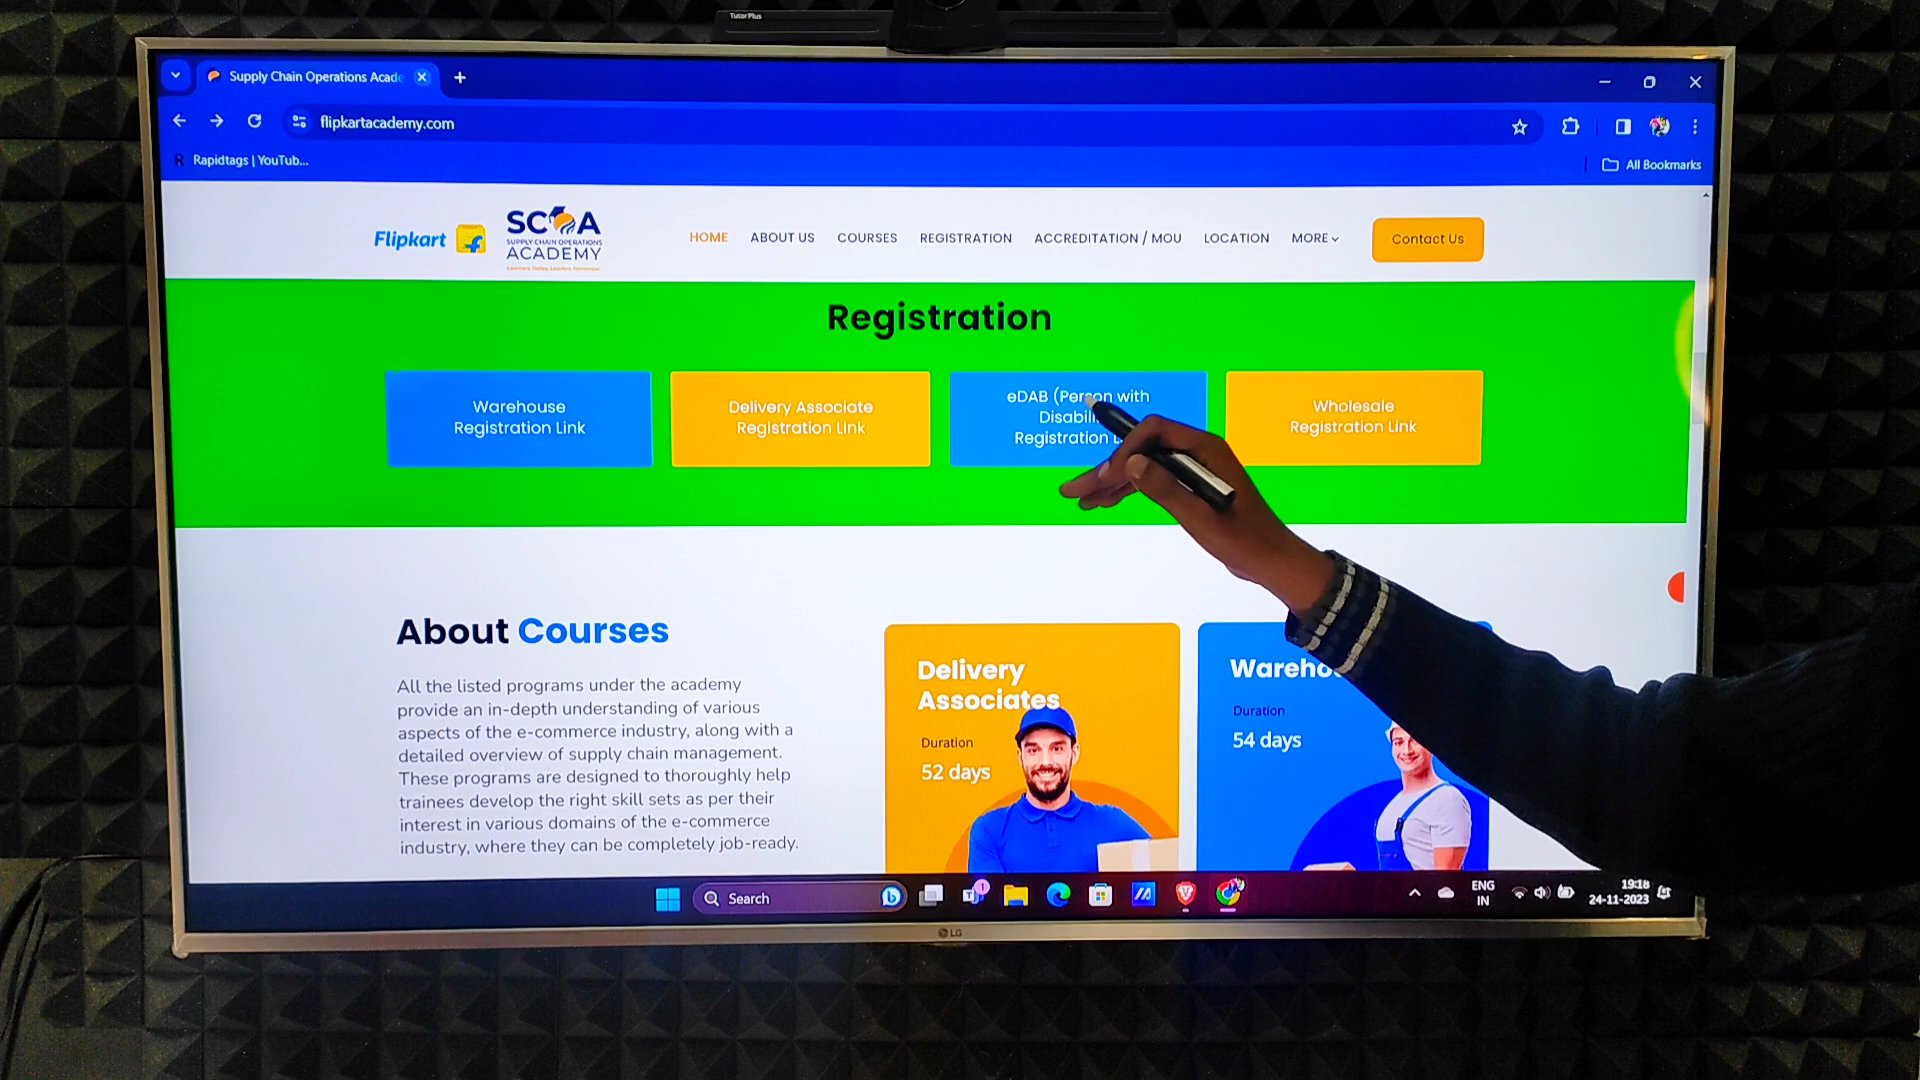 TutorPlus
Supply Chain Operations Acade
flipkartacademy.com
Rapidtags | YouTub...
All Bookmarks
Flipkart
SCOA
SUPPLY CHAIN OPERATIONS
ACADEMY
HOME
ABOUT US
COURSES
REGISTRATION
ACCREDITATION / MOU
LOCATION
MORE
Contact Us
Registration
Warehouse
Registration Link
Delivery Associate
Registration Link
eDAB (Person with
Disabili
Registration L
Wholesale
Registration Link
About Courses
All the listed programs under the academy
provide an in-depth understanding of various
aspects of the e-commerce industry, along with a
detailed overview of supply chain management.
These programs are designed to thoroughly help
trainees develop the right skill sets as per their
interest in various domains of the e-commerce
industry, where they can be completely job-ready.
Delivery
Associates
Duration
52 days
Wareho
Duration
54 days
Search
1
ENG
IN
19:18
24-11-2023
LG